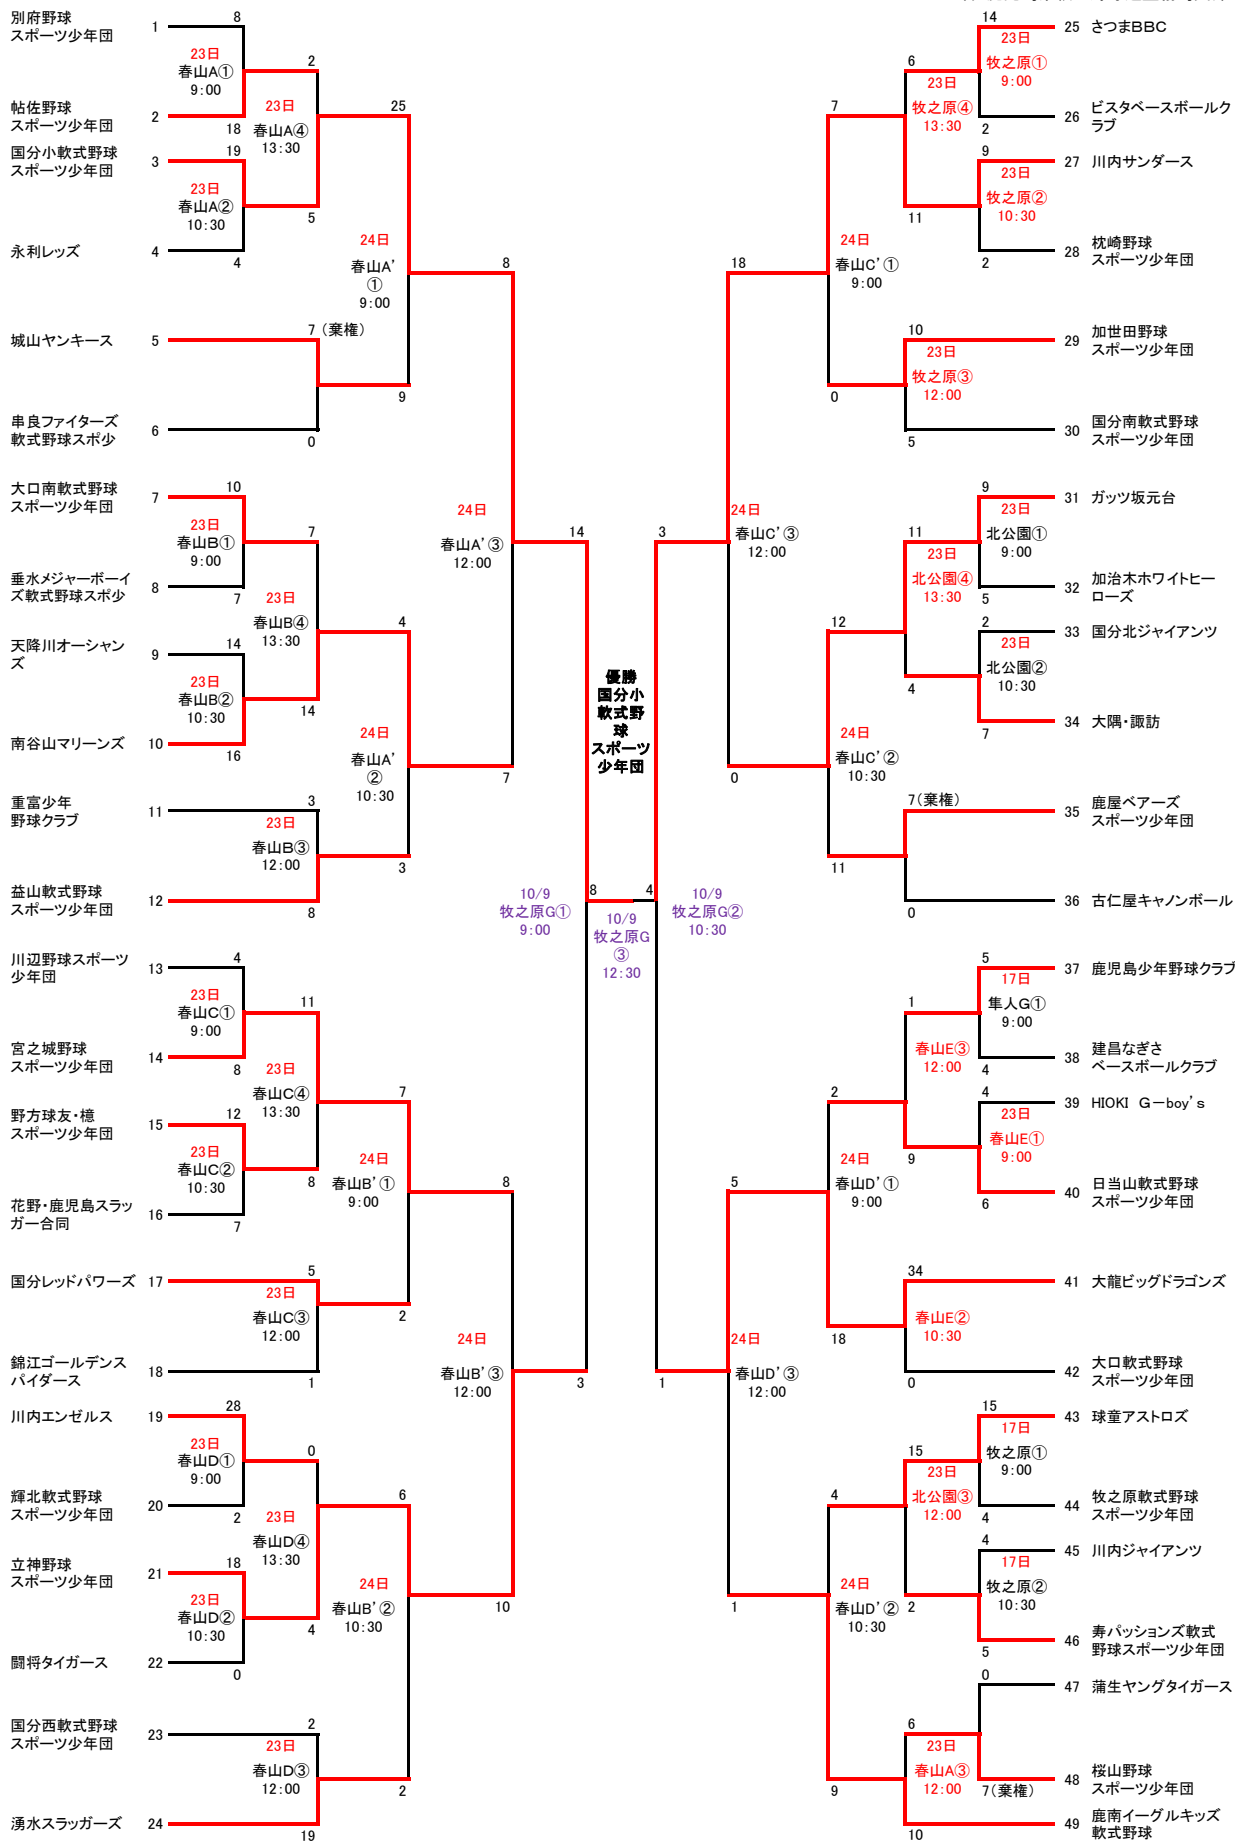 別府野球
スポーツ少年団
1
8
23日
春山A①
9:00
2
帖佐野球
スポーツ少年団
2
18
23日
春山A④
13:30
25
国分小軟式野球
スポーツ少年団
3
19
23日
春山A②
10:30
5
永利レッズ
4
4
24日
春山A'
①
9:00
8
城山ヤンキース
5
7(棄権)
9
串良ファイターズ
軟式野球スポ少
6
0
大口南軟式野球
スポーツ少年団
7
10
23日
春山B①
9:00
7
24日
春山A'③
12:00
14
垂水メジャーボーイ
ズ軟式野球スポ少
8
7
23日
春山B④
13:30
4
天降川オーシャン
ズ
9
14
23日
春山B②
10:30
14
南谷山マリーンズ
10
16
24日
春山A'
②
10:30
7
重富少年
野球クラブ
11
3
23日
春山B③
12:00
3
益山軟式野球
スポーツ少年団
12
8
10/9
牧之原G①
9:00
8
川辺野球スポーツ
少年団
13
4
23日
春山C①
9:00
11
宮之城野球
スポーツ少年団
14
8
23日
春山C④
13:30
7
野方球友・檍
スポーツ少年団
15
12
23日
春山C②
10:30
8
花野・鹿児島スラッ
ガー合同
16
7
24日
春山B'①
9:00
8
国分レッドパワーズ
17
5
23日
春山C③
12:00
2
錦江ゴールデンス
パイダース
18
1
24日
春山B'③
12:00
3
川内エンゼルス
19
28
23日
春山D①
9:00
0
輝北軟式野球
スポーツ少年団
20
2
23日
春山D④
13:30
6
立神野球
スポーツ少年団
21
18
23日
春山D②
10:30
4
闘将タイガース
22
0
24日
春山B'②
10:30
10
国分西軟式野球
スポーツ少年団
23
2
23日
春山D③
12:00
2
湧水スラッガーズ
24
19
優勝
国分小
軟式野
球
スポーツ
少年団
10/9
牧之原G
③
12:30
4
10/9
牧之原G②
10:30
14
25
さつまBBC
23日
牧之原①
9:00
6
26
ビスタベースボールク
ラブ
2
23日
牧之原④
13:30
7
9
27
川内サンダース
23日
牧之原②
10:30
11
28
枕崎野球
スポーツ少年団
2
24日
春山C'①
9:00
18
10
29
加世田野球
スポーツ少年団
23日
牧之原③
12:00
0
30
国分南軟式野球
スポーツ少年団
5
24日
春山C'③
12:00
3
9
31
ガッツ坂元台
23日
北公園①
9:00
11
32
加治木ホワイトヒー
ローズ
5
23日
北公園④
13:30
12
2
33
国分北ジャイアンツ
23日
北公園②
10:30
4
34
大隅・諏訪
7
24日
春山C'②
10:30
0
7(棄権)
35
鹿屋ベアーズ
スポーツ少年団
11
36
古仁屋キャノンボール
0
5
37
鹿児島少年野球クラブ
17日
隼人G①
9:00
1
38
建昌なぎさ
ベースボールクラブ
4
春山E③
12:00
2
4
39
HIOKI G-boy's
23日
春山E①
9:00
9
40
日当山軟式野球
スポーツ少年団
6
24日
春山D'①
9:00
5
34
41
大龍ビッグドラゴンズ
春山E②
10:30
18
42
大口軟式野球
スポーツ少年団
0
24日
春山D'③
12:00
1
15
43
球童アストロズ
17日
牧之原①
9:00
15
44
牧之原軟式野球
スポーツ少年団
4
23日
北公園③
12:00
4
4
45
川内ジャイアンツ
17日
牧之原②
10:30
2
46
寿パッションズ軟式
野球スポーツ少年団
5
24日
春山D'②
10:30
1
0
47
蒲生ヤングタイガース
6
48
桜山野球
スポーツ少年団
7(棄権)
23日
春山A③
12:00
9
49
鹿南イーグルキッズ
軟式野球
10